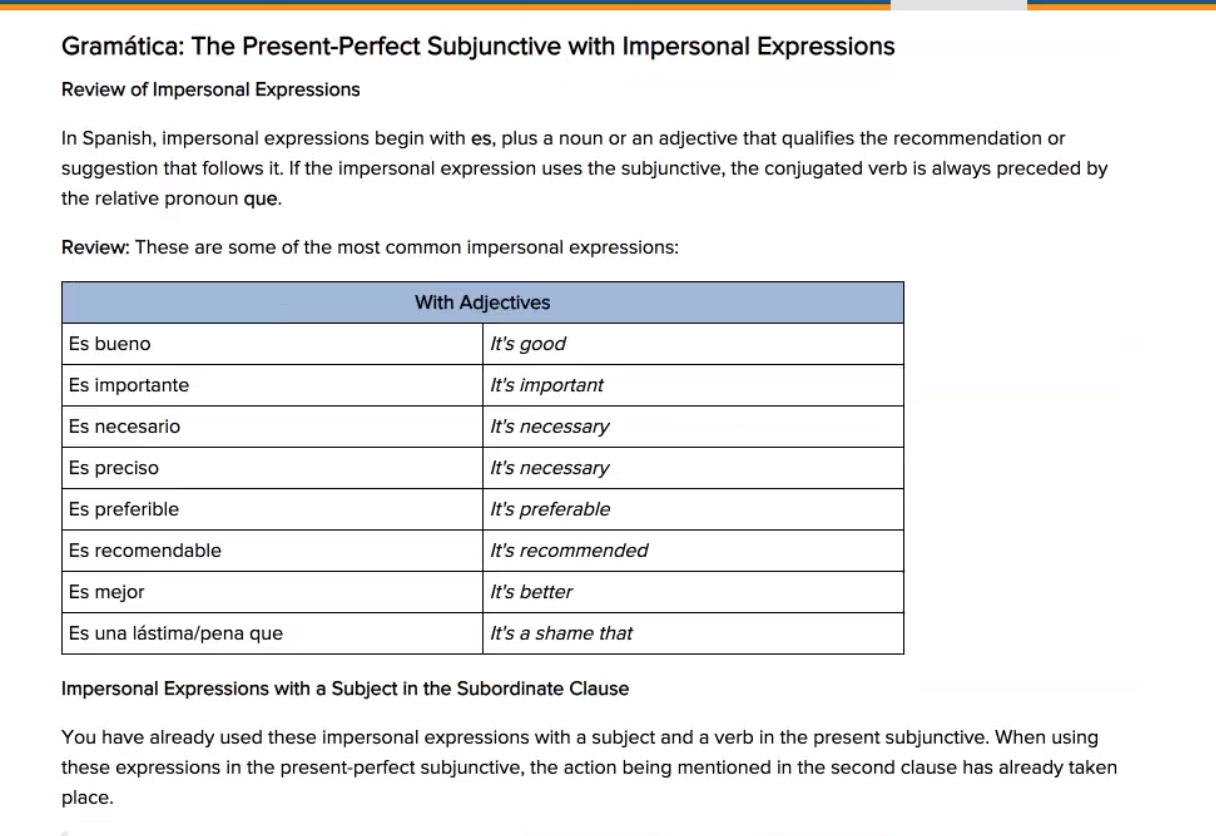 Gramática: The Present-Perfect Subjunctive with Impersonal Expressions
Review of Impersonal Expressions
In Spanish, impersonal expressions begin with es, plus a noun or an adjective that qualifies the recommendation or
suggestion that follows it. If the impersonal expression uses the subjunctive, the conjugated verb is always preceded by
the relative pronoun que.
Review: These are some of the most common impersonal expressions:
With Adjectives
Es bueno It's good
Es importante It's important
Es necesario It's necessary
Es preciso It's necessary
Es preferible It's preferable
Es recomendable It's recommended
Es mejor It's better
Es una lástima/pena que It's a shame that
Impersonal Expressions with a Subject in the Subordinate Clause
You have already used these impersonal expressions with a subject and a verb in the present subjunctive. When using
these expressions in the present-perfect subjunctive, the action being mentioned in the second clause has already taken
place.